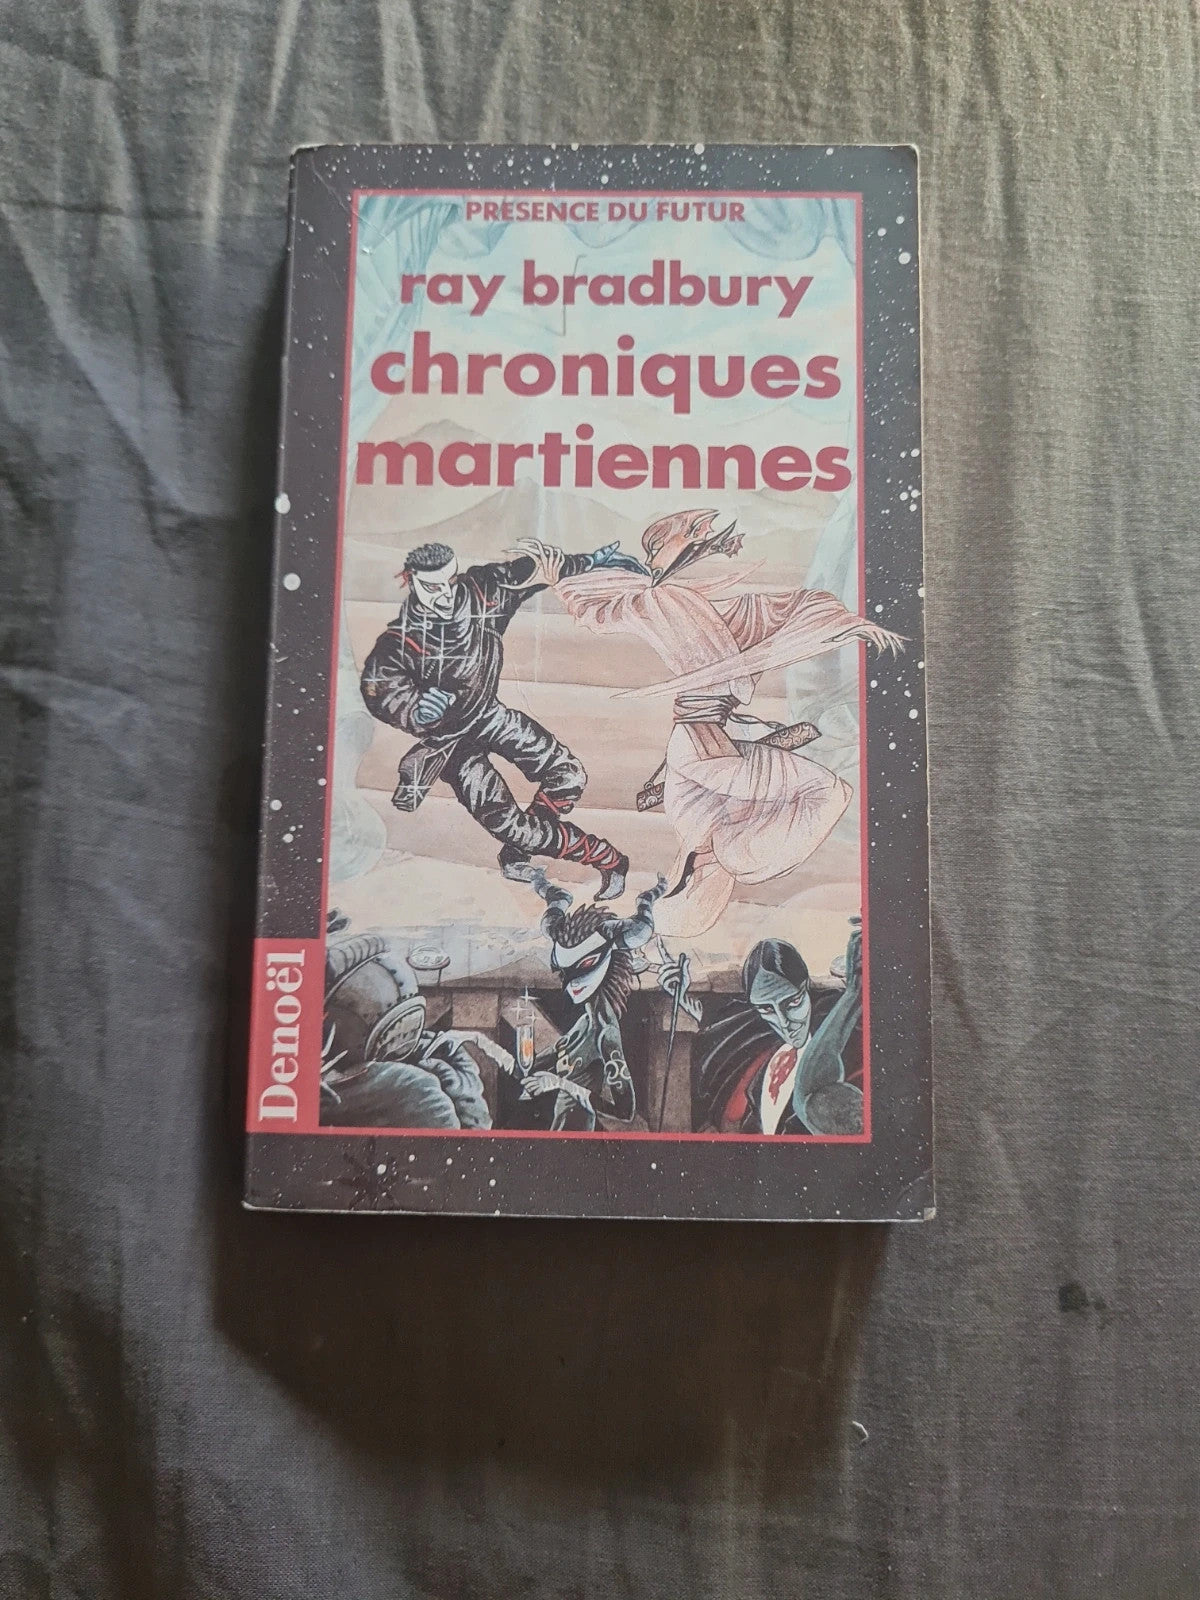 PRESENCE DU FUTUR
ray bradbury
chroniques
martiennes
Denoël